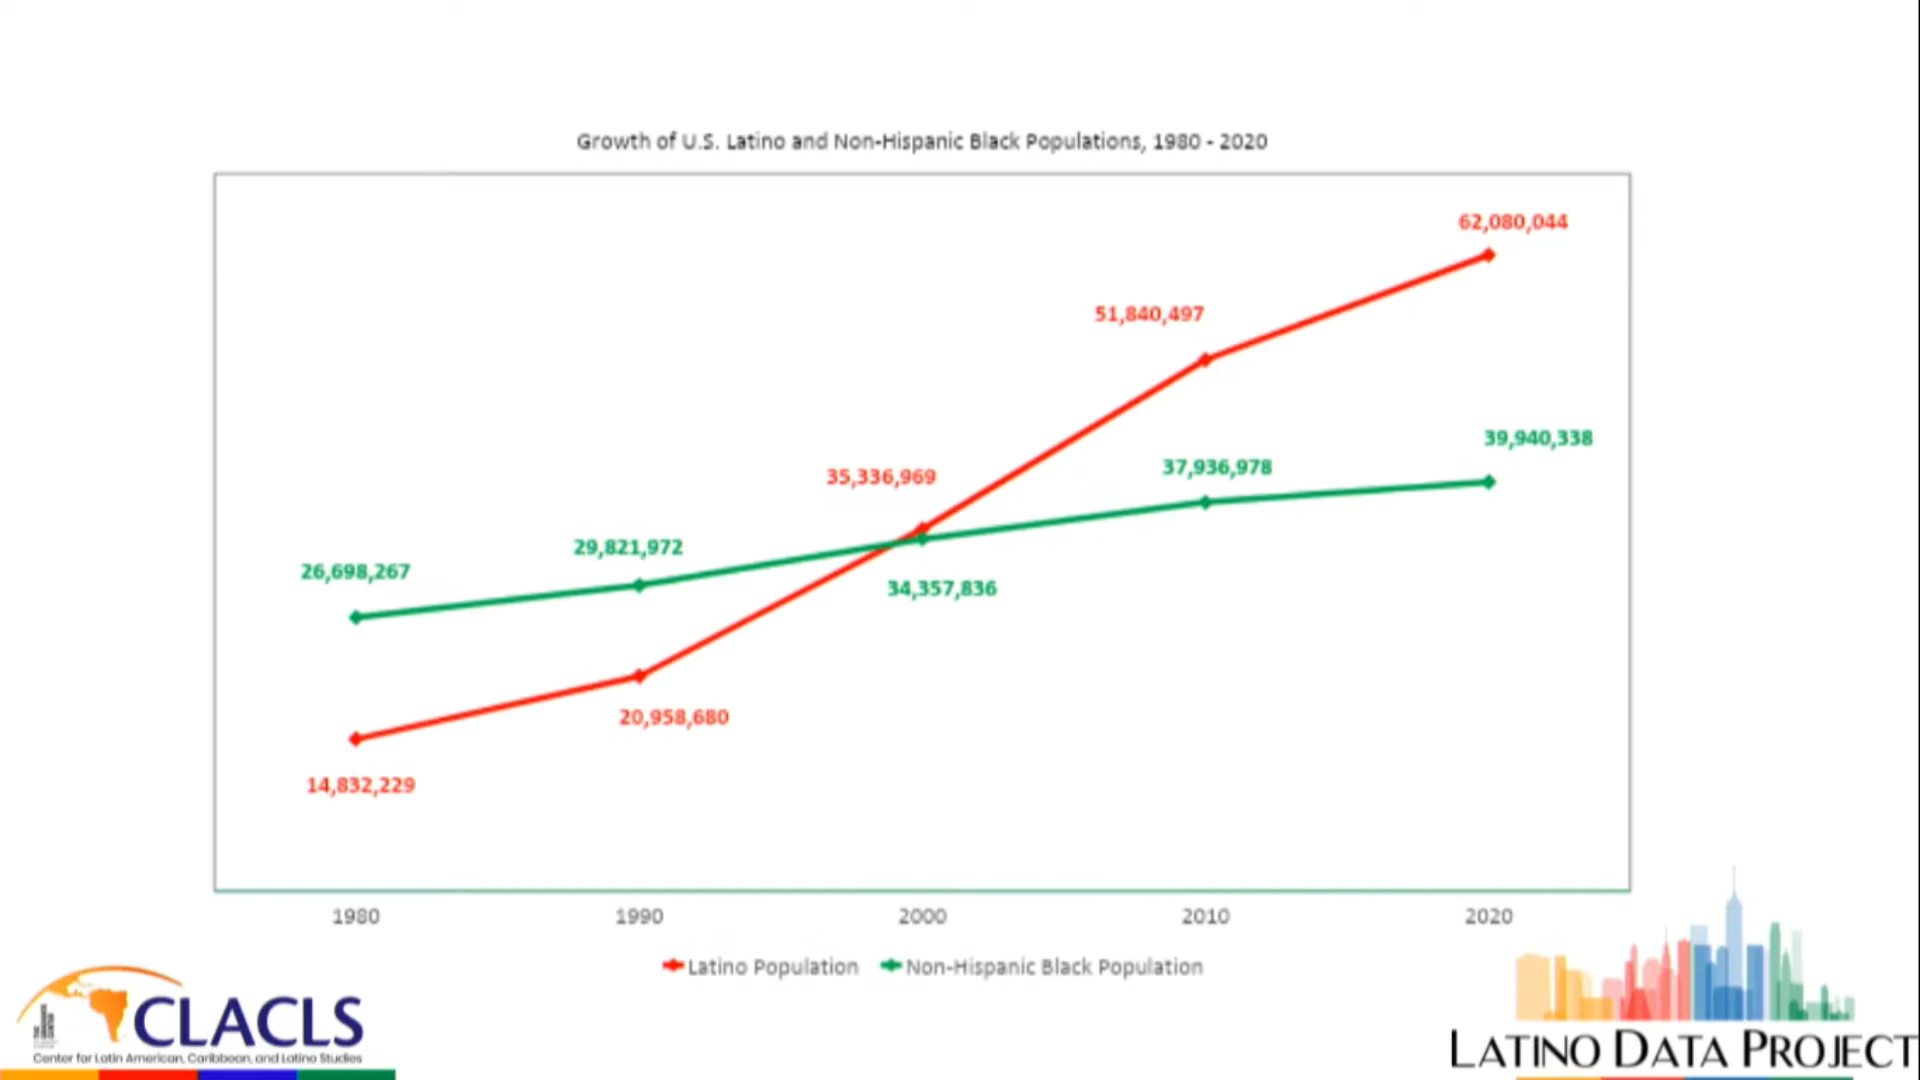 Growth of U.S. Latino and Non-Hispanic Black Populations, 1980 - 2020
62,080,044
51,840,497
39,940,338
37,936,978
35,336,969
29,821,972
26,698,267
34,357,836
20,958,680
14,832,229
1980 1990 2000 2010 2020
Latino Population Non-Hispanic Black Population
THE GRADUATE CENTER
CLACLS
Center for Latin American, Caribbean, and Latino Studies
LATINO DATA PROJECT